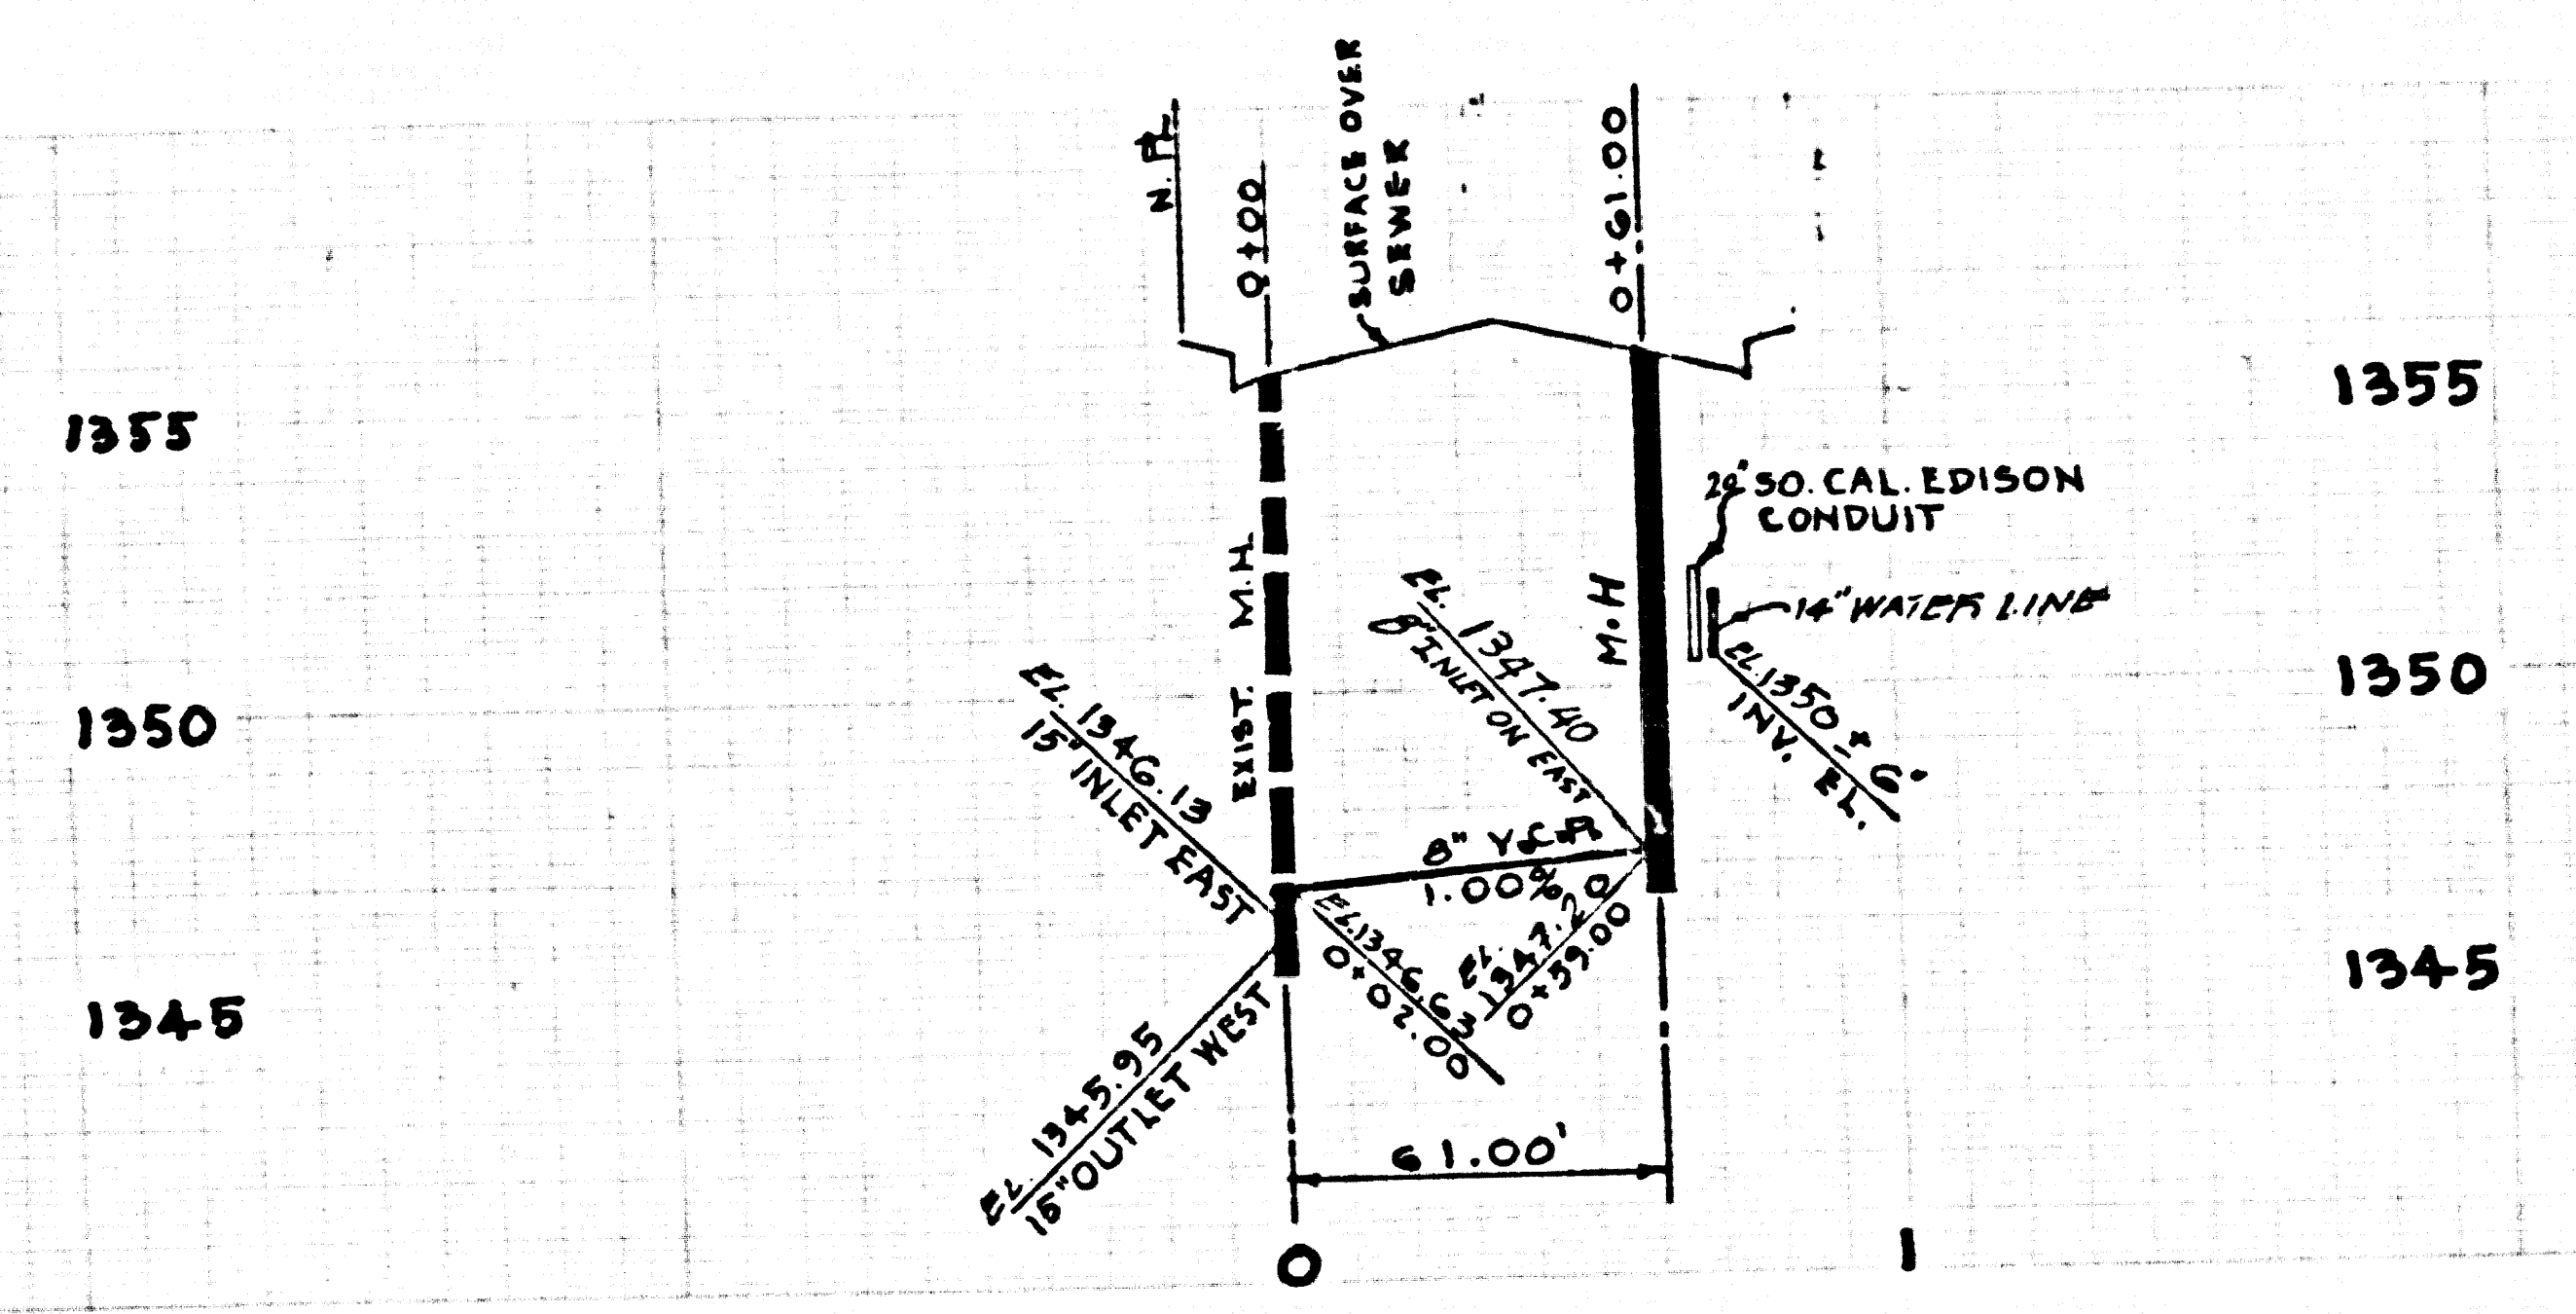 N. PL
0+00
SURFACE OVER
SEWER
0+61.00
1355
1355
SO. CAL. EDISON
CONDUIT
14" WATER LINE
EL. 1350 ± 6"
INV. EL.
M.H
EXIST. M.H.
EL. 1347.40
8" INLET ON EAST
1350
1350
EL. 1346.13
15" INLET EAST
8" V.C.P.
1.00%
EL. 1346.63
0+02.00
EL. 1347.20
0+59.00
1345
1345
EL. 1345.95
15" OUTLET WEST
61.00'
0
1